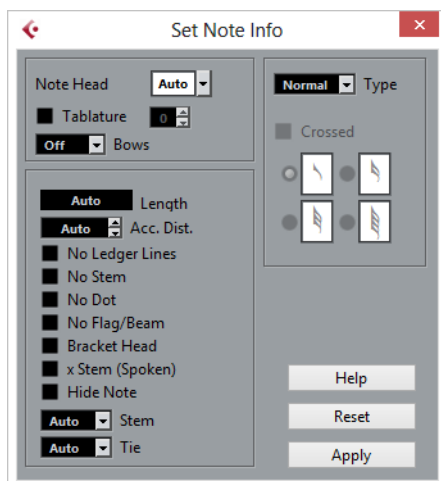 Set Note Info
Note Head Auto
Tablature 0
Off Bows
Auto Length
Auto Acc. Dist.
No Ledger Lines
No Stem
No Dot
No Flag/Beam
Bracket Head
x Stem (Spoken)
Hide Note
Auto Stem
Auto Tie
Normal Type
Crossed
Help
Reset
Apply